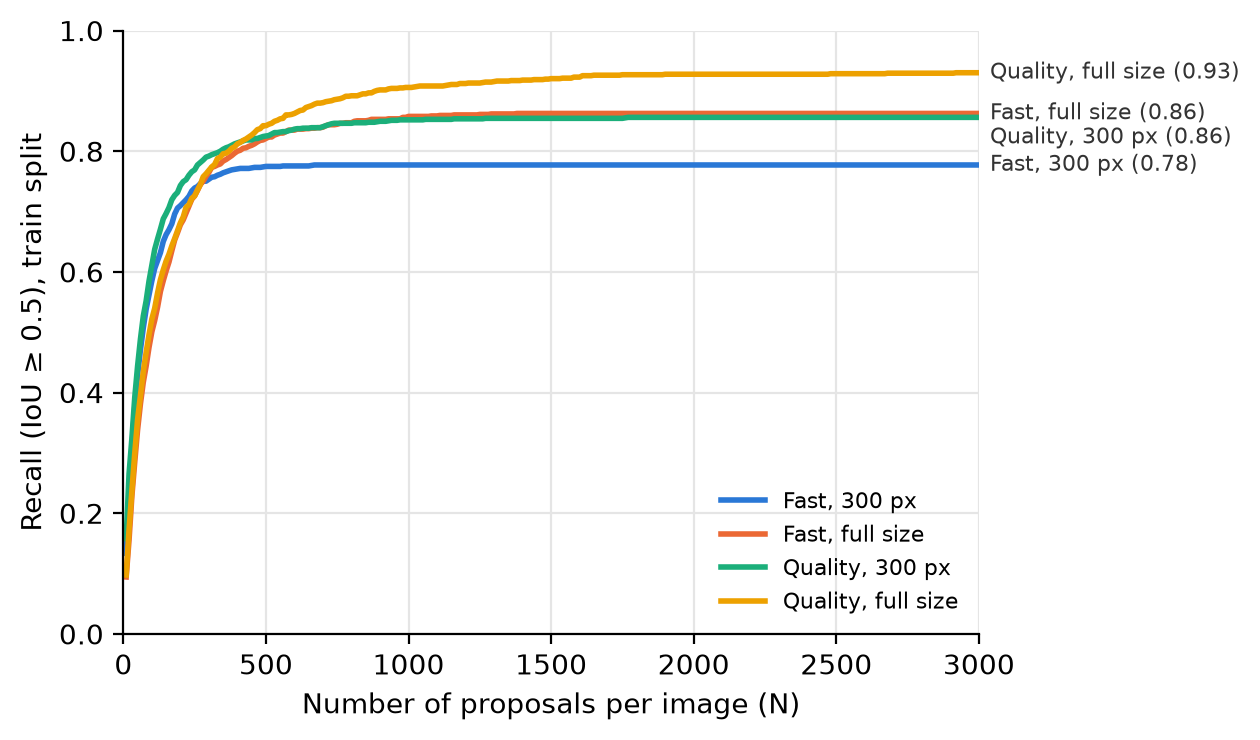 1.0
0.8
0.6
0.4
0.2
0.0
Recall (IoU ≥ 0.5), train split
0
500
1000
1500
2000
2500
3000
Number of proposals per image (N)
Quality, full size (0.93)
Fast, full size (0.86)
Quality, 300 px (0.86)
Fast, 300 px (0.78)
Fast, 300 px
Fast, full size
Quality, 300 px
Quality, full size